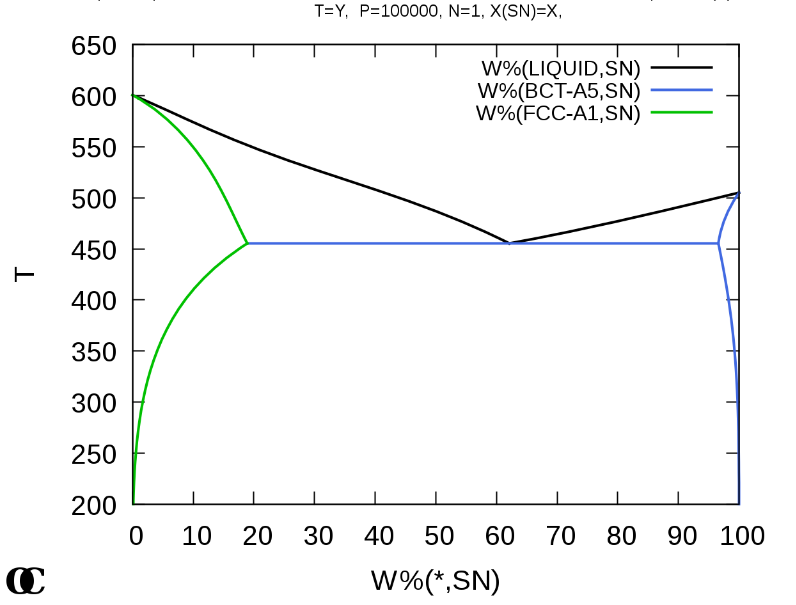 T=Y, P=100000, N=1, X(SN)=X,
650
600
550
500
450
400
350
300
250
200
W%(LIQUID,SN)
W%(BCT-A5,SN)
W%(FCC-A1,SN)
T
0 10 20 30 40 50 60 70 80 90 100
W%(*,SN)
OC